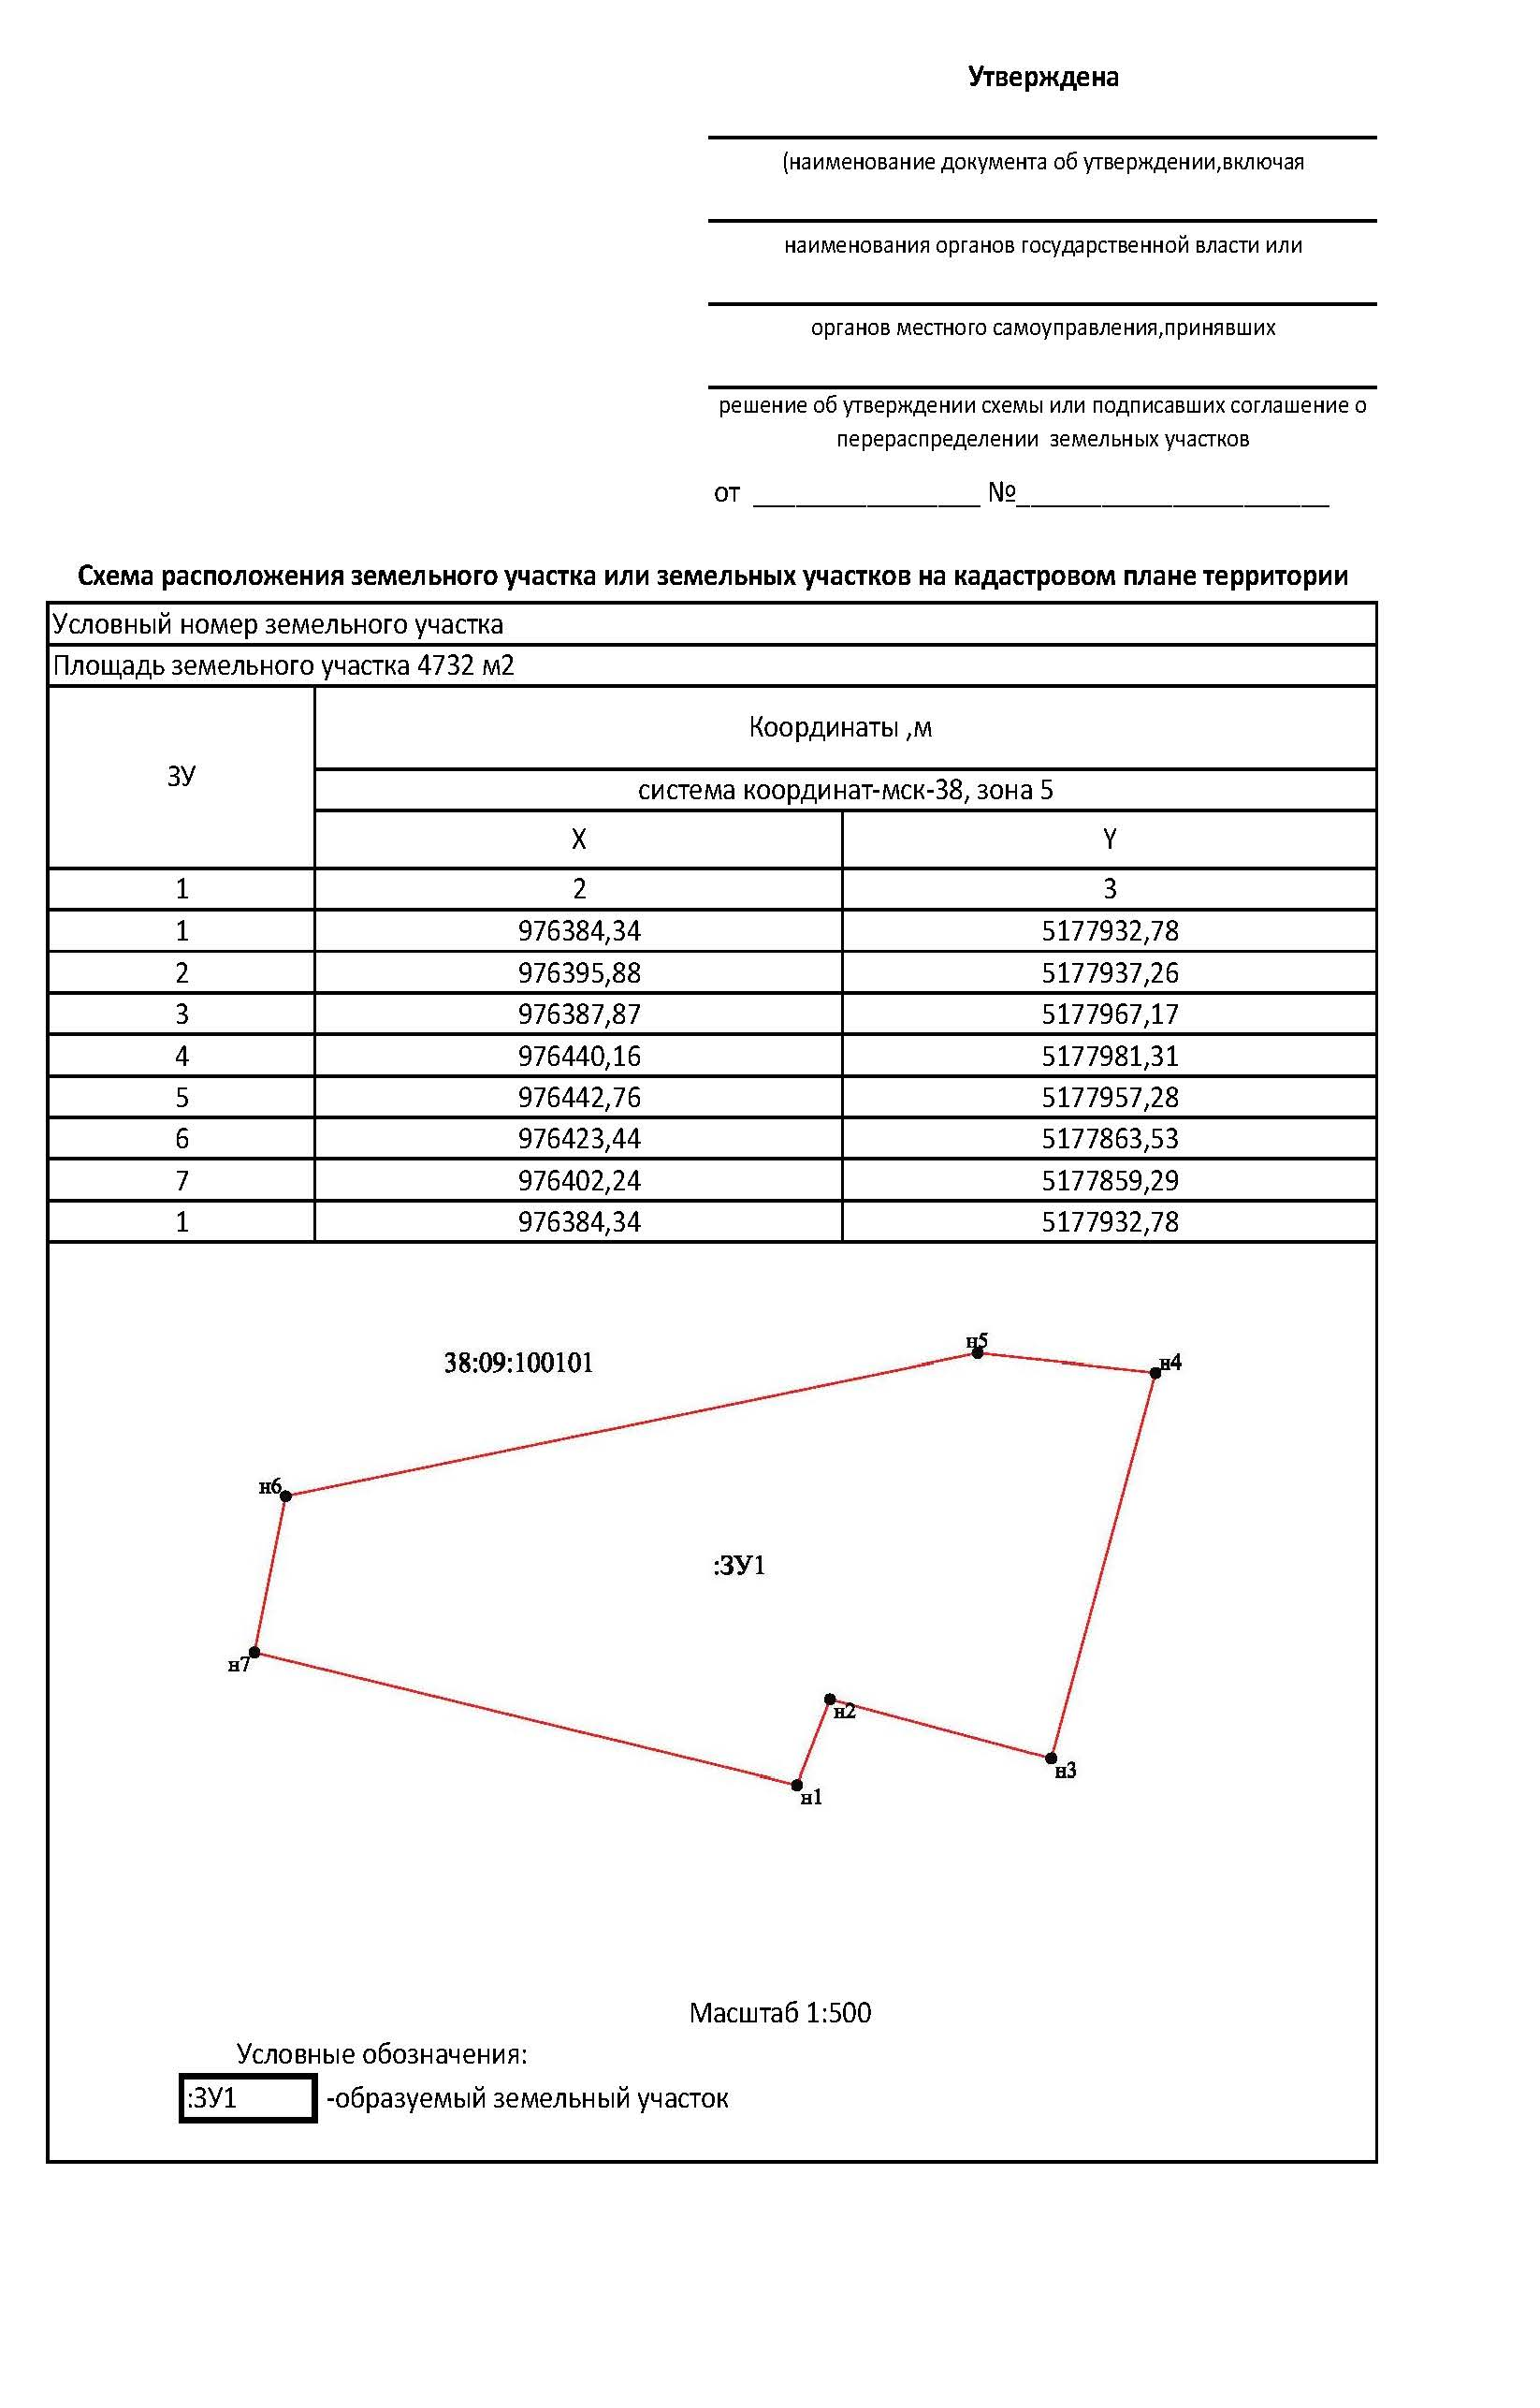 Утверждена
(наименование документа об утверждении,включая
наименования органов государственной власти или
органов местного самоуправления,принявших
решение об утверждении схемы или подписавших соглашение о
перераспределении  земельных участков
от ________________ №______________________
Схема расположения земельного участка или земельных участков на кадастровом плане территории
Условный номер земельного участка
Площадь земельного участка 4732 м2
ЗУ
Координаты ,м
система координат-мск-38, зона 5
X Y
1 2 3
1 976384,34 5177932,78
2 976395,88 5177937,26
3 976387,87 5177967,17
4 976440,16 5177981,31
5 976442,76 5177957,28
6 976423,44 5177863,53
7 976402,24 5177859,29
1 976384,34 5177932,78
н5
38:09:100101
н4
н6
:ЗУ1
н7
н2
н3
н1
Масштаб 1:500
Условные обозначения:
:ЗУ1 -образуемый земельный участок